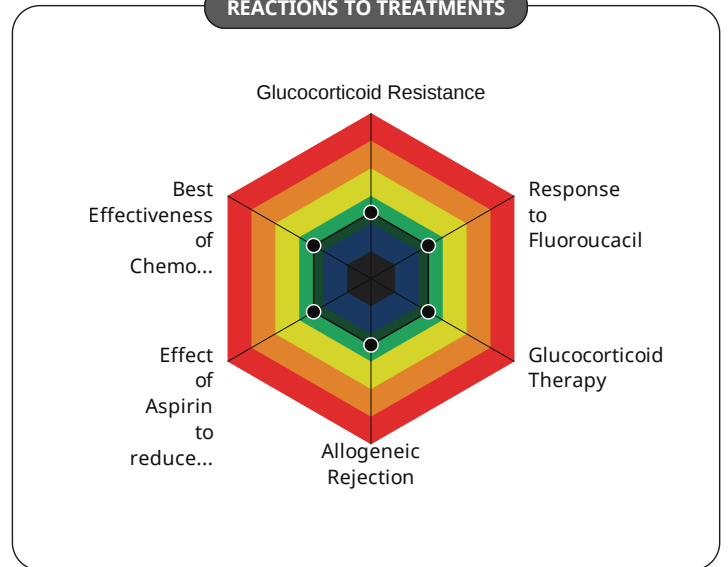 REACTIONS TO TREATMENTS
Glucocorticoid Resistance
Best
Effectiveness
of
Chemo...
Response
to
Fluoroucacil
Effect
of
Aspirin
to
reduce...
Glucocorticoid
Therapy
Allogeneic
Rejection